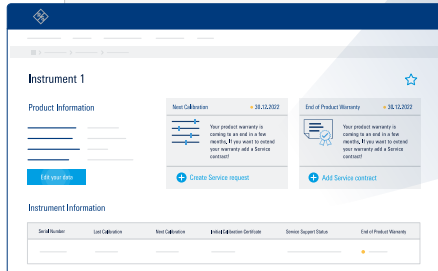 Instrument 1
Product Information
Edit your data
Next Calibration
30.12.2022
Your product warranty is
coming to an end in a few
months, If you want to extend
your warranty add a Service
contract!
Create Service request
End of Product Warranty
30.12.2022
Your product warranty is
coming to an end in a few
months, If you want to extend
your warranty add a Service
contract!
Add Service contract
Instrument Information
Serial Number Last Calibration Next Calibration Initial Calibration Certificate Service Support Status End of Product Warranty